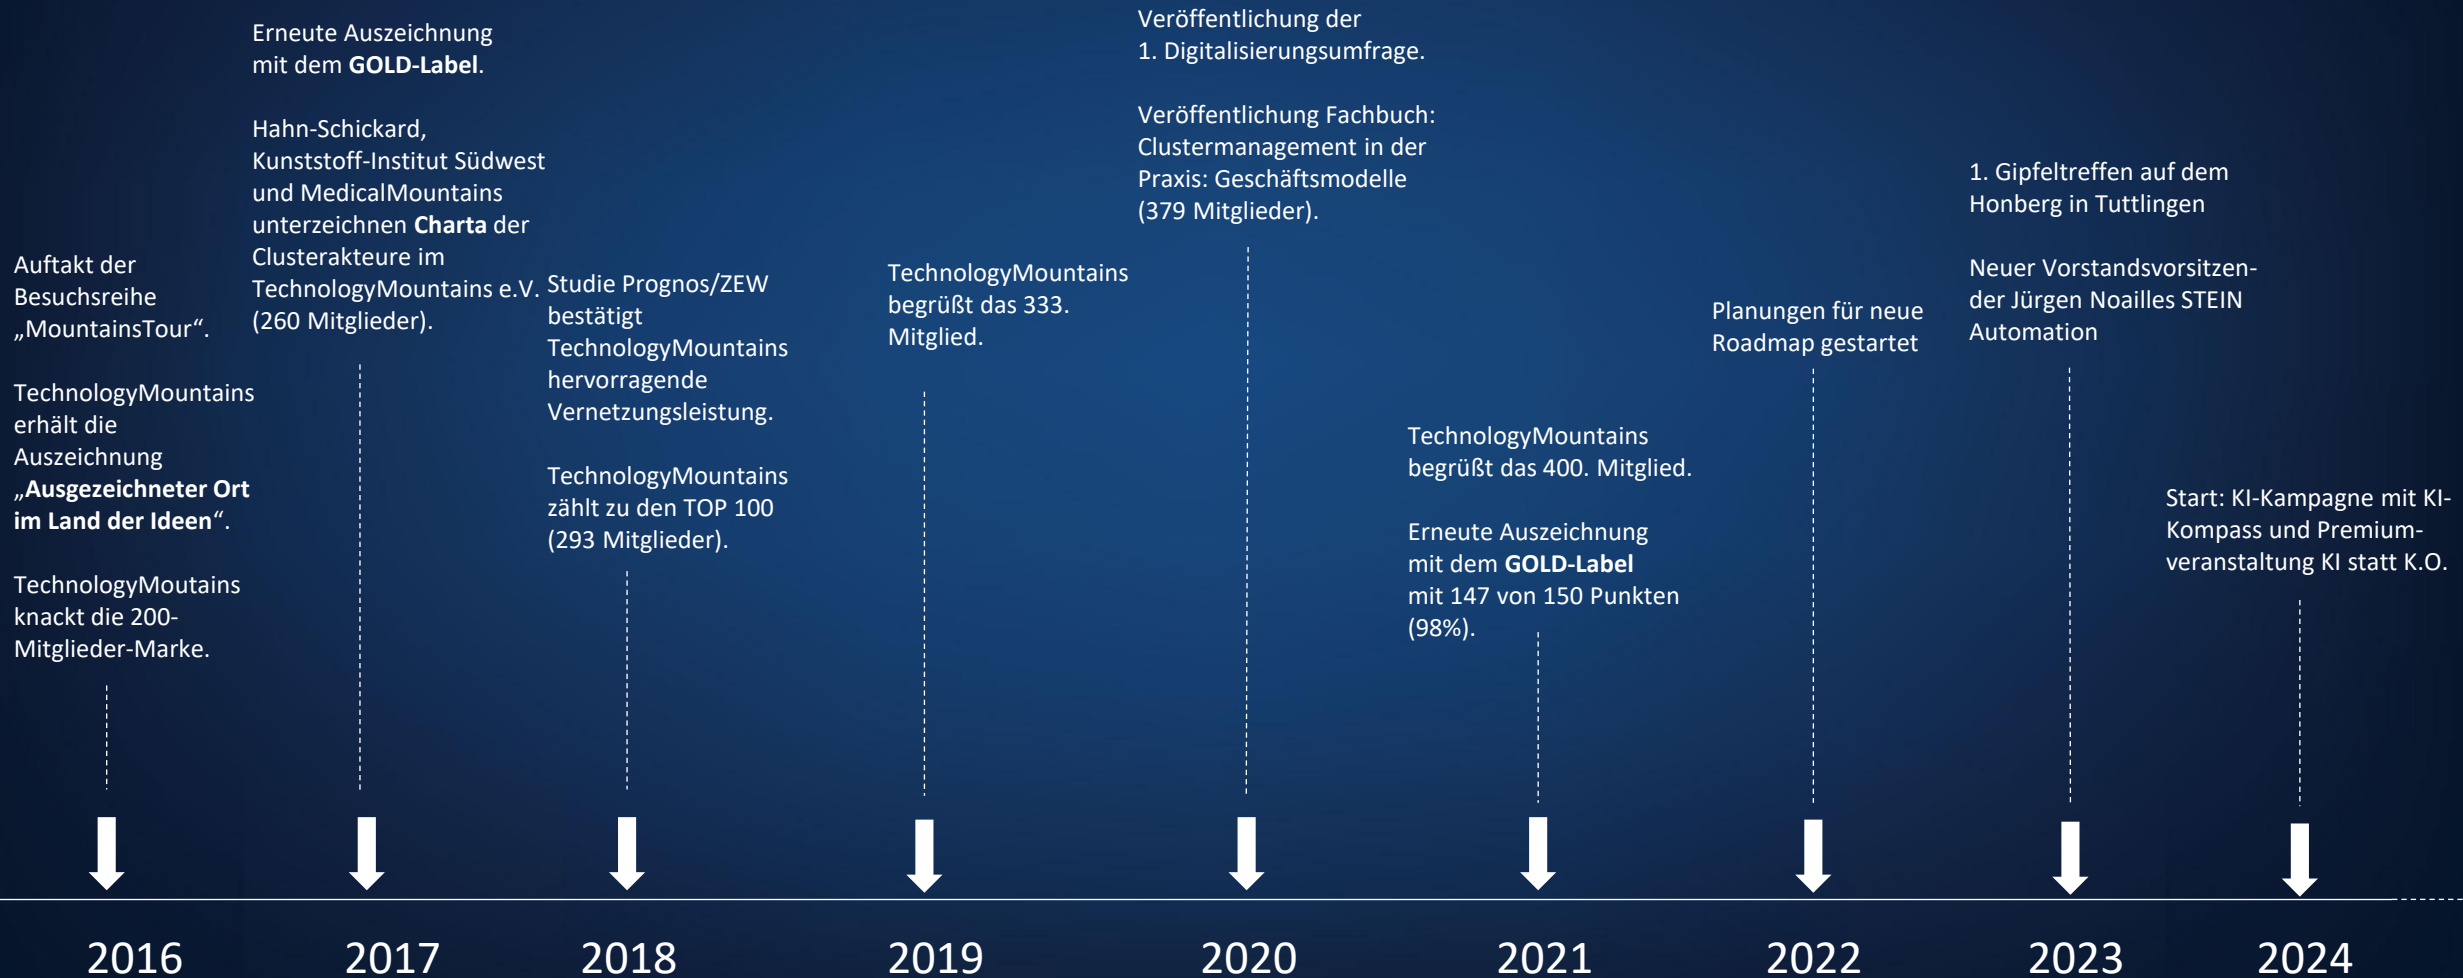 Auftakt der
Besuchsreihe
„MountainsTour“.
TechnologyMountains
erhält die
Auszeichnung
„Ausgezeichneter Ort
im Land der Ideen“.
TechnologyMoutains
knackt die 200-
Mitglieder-Marke.
Erneute Auszeichnung
mit dem GOLD-Label.
Hahn-Schickard,
Kunststoff-Institut Südwest
und MedicalMountains
unterzeichnen Charta der
Clusterakteure im
TechnologyMountains e.V.
(260 Mitglieder).
Studie Prognos/ZEW
bestätigt
TechnologyMountains
hervorragende
Vernetzungsleistung.
TechnologyMountains
zählt zu den TOP 100
(293 Mitglieder).
TechnologyMountains
begrüßt das 333.
Mitglied.
Veröffentlichung der
1. Digitalisierungsumfrage.
Veröffentlichung Fachbuch:
Clustermanagement in der
Praxis: Geschäftsmodelle
(379 Mitglieder).
TechnologyMountains
begrüßt das 400. Mitglied.
Erneute Auszeichnung
mit dem GOLD-Label
mit 147 von 150 Punkten
(98%).
Planungen für neue
Roadmap gestartet
1. Gipfeltreffen auf dem
Honberg in Tuttlingen
Neuer Vorstandsvorsitzen-
der Jürgen Noailles STEIN
Automation
Start: KI-Kampagne mit KI-
Kompass und Premium-
veranstaltung KI statt K.O.
2016
2017
2018
2019
2020
2021
2022
2023
2024